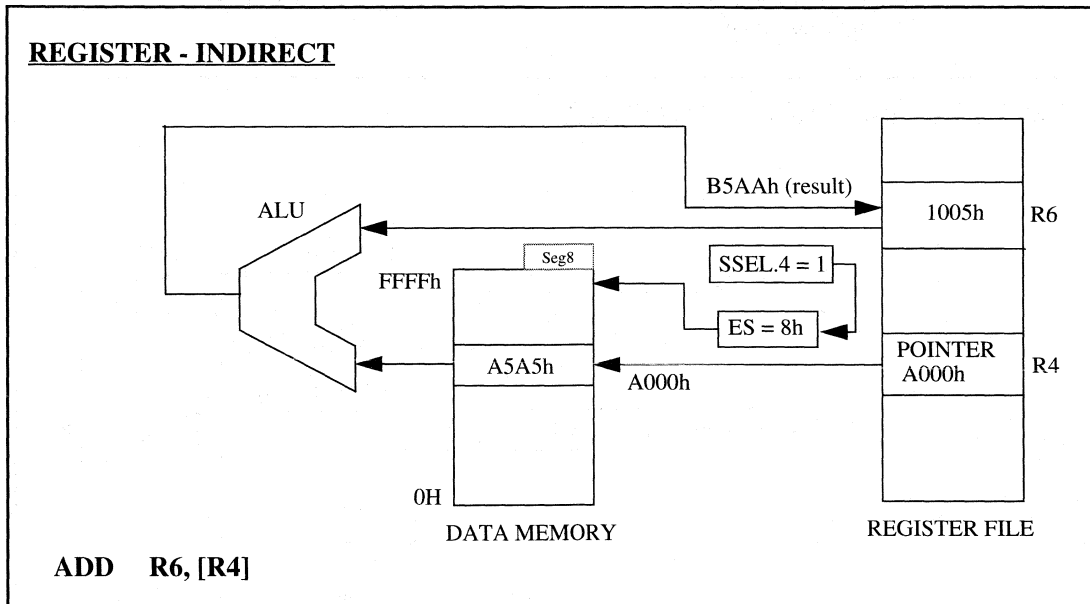 REGISTER - INDIRECT
B5AAh (result)
ALU
1005h
R6
Seg8
SSEL.4 = 1
FFFFh
ES = 8h
POINTER
A000h
R4
A5A5h
A000h
0H
DATA MEMORY
REGISTER FILE
ADD R6, [R4]